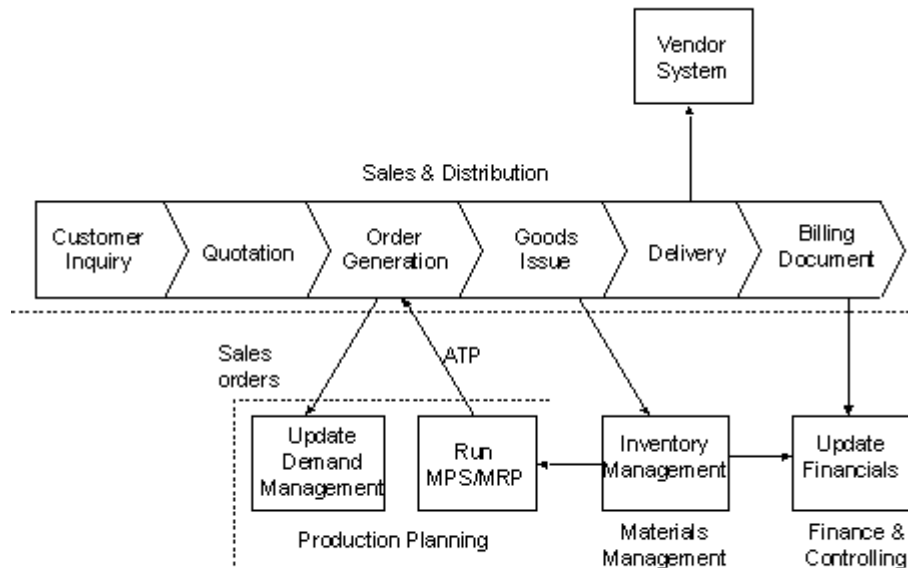 Vendor
System
Sales & Distribution
Customer
Inquiry
Quotation
Order
Generation
Goods
Issue
Delivery
Billing
Document
Sales
orders
ATP
Update
Demand
Management
Run
MPS/MRP
Inventory
Management
Update
Financials
Production Planning
Materials
Management
Finance &
Controlling